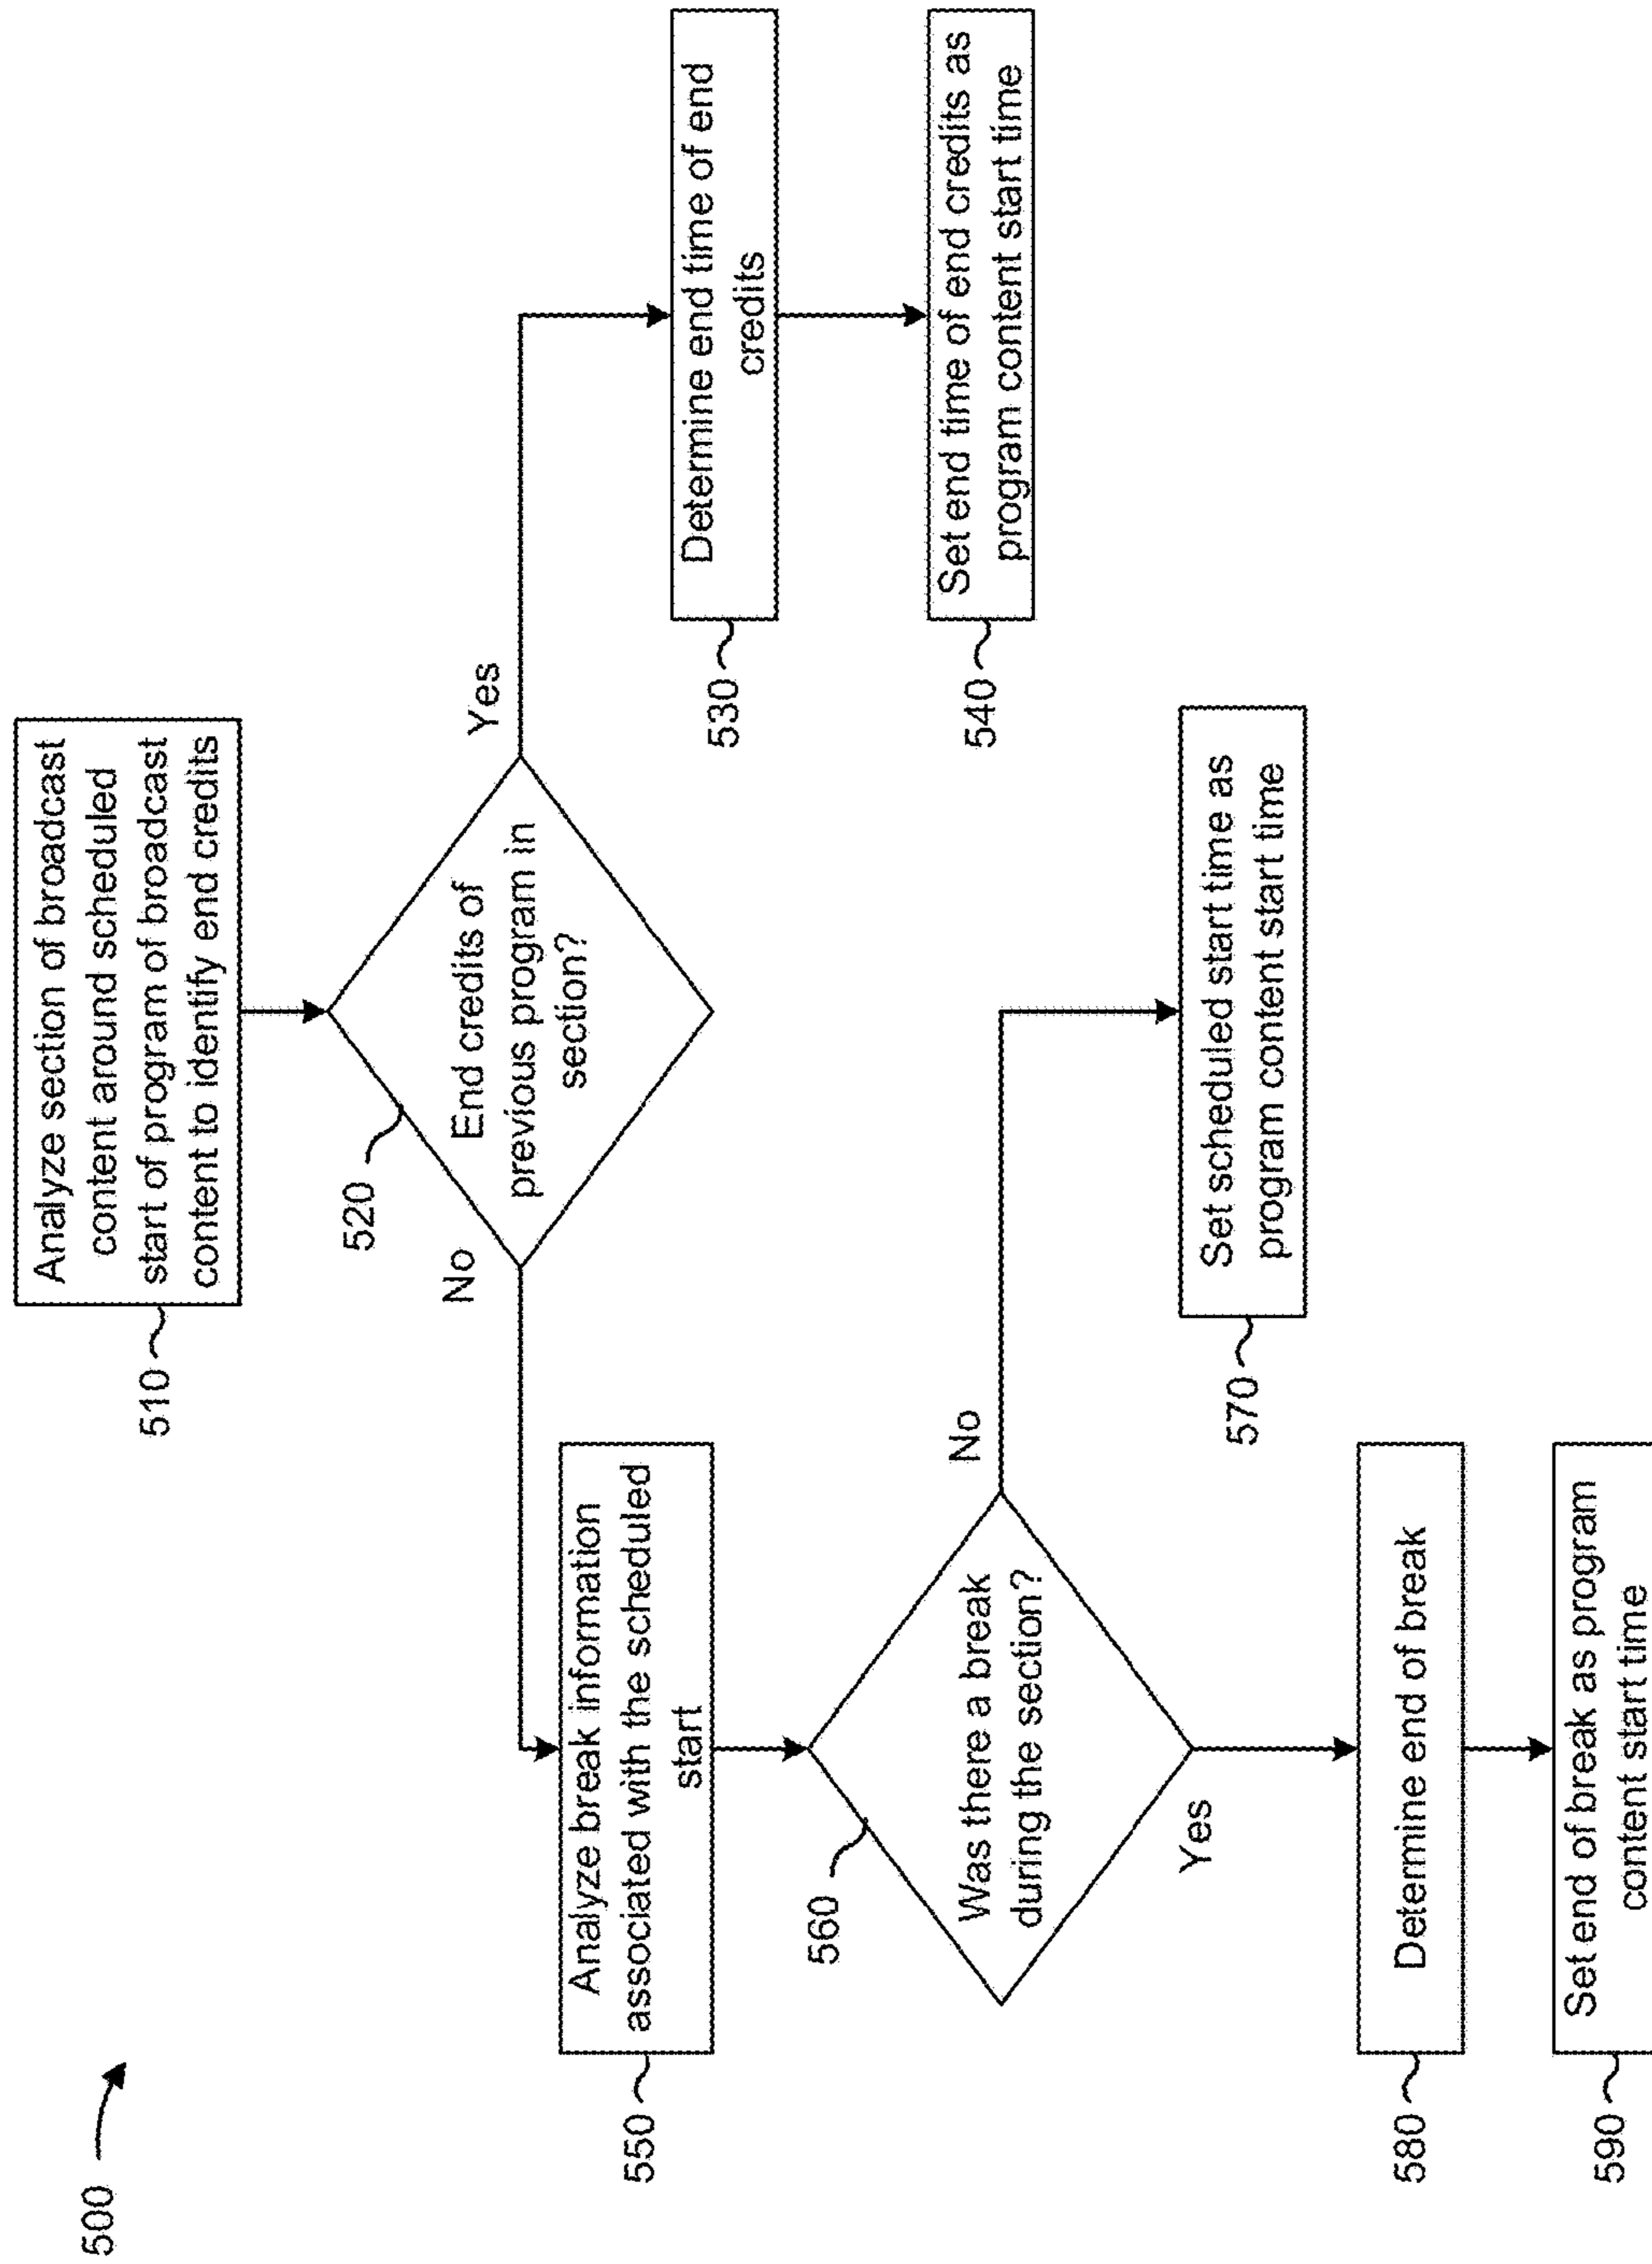 500
510
Analyze section of broadcast
content around scheduled
start of program of broadcast
content to identify end credits
520
End credits of
previous program in
section?
Yes
No
530
Determine end time of end
credits
540
Set end time of end credits as
program content start time
550
Analyze break information
associated with the scheduled
start
560
Was there a break
during the section?
No
Yes
570
Set scheduled start time as
program content start time
580
Determine end of break
590
Set end of break as program
content start time